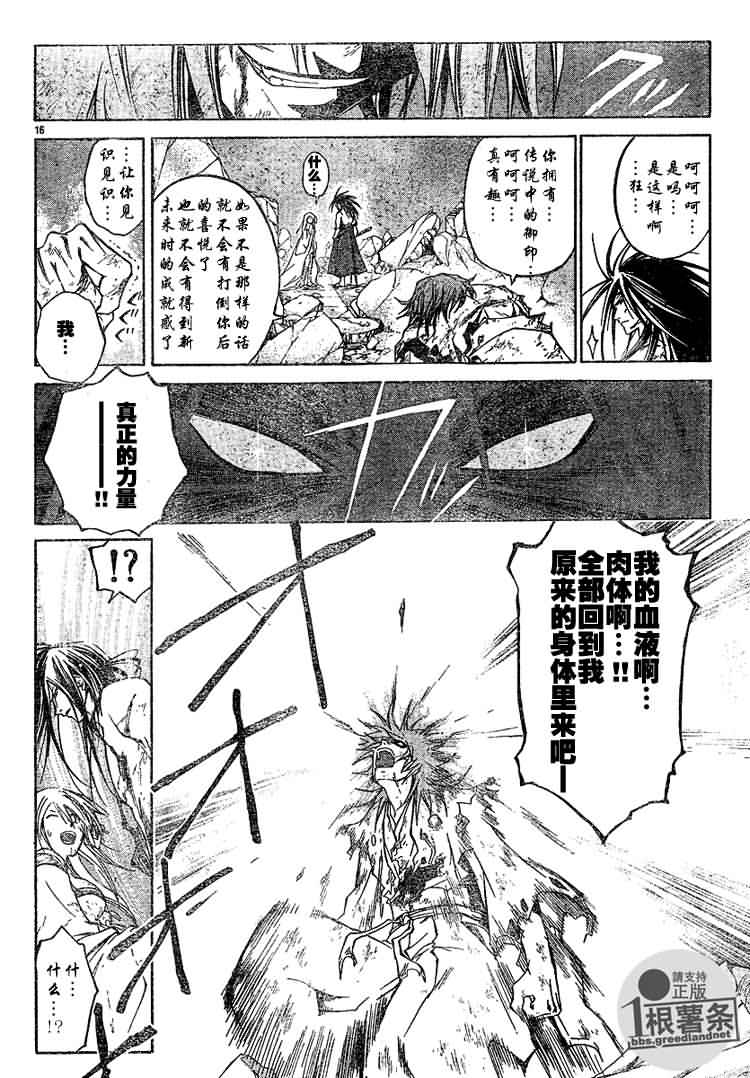 16
呵呵呵…
是吗…
是这样啊
…狂…
你拥有…
传说中的御印…
呵呵呵…
真有趣…
什么…
如果不是那样的话
就不会有打倒你后
的喜悦了
也就不会有得到新
未来时的成就感了
…让你见
识见识…
我…
カッ
真正的力量
——!!
我的血液啊…
肉体啊…!!
全部回到我
原来的身体里来吧—
!?
什…
什么…!?
請支持
正版
1根薯条
bbs.greedland.net